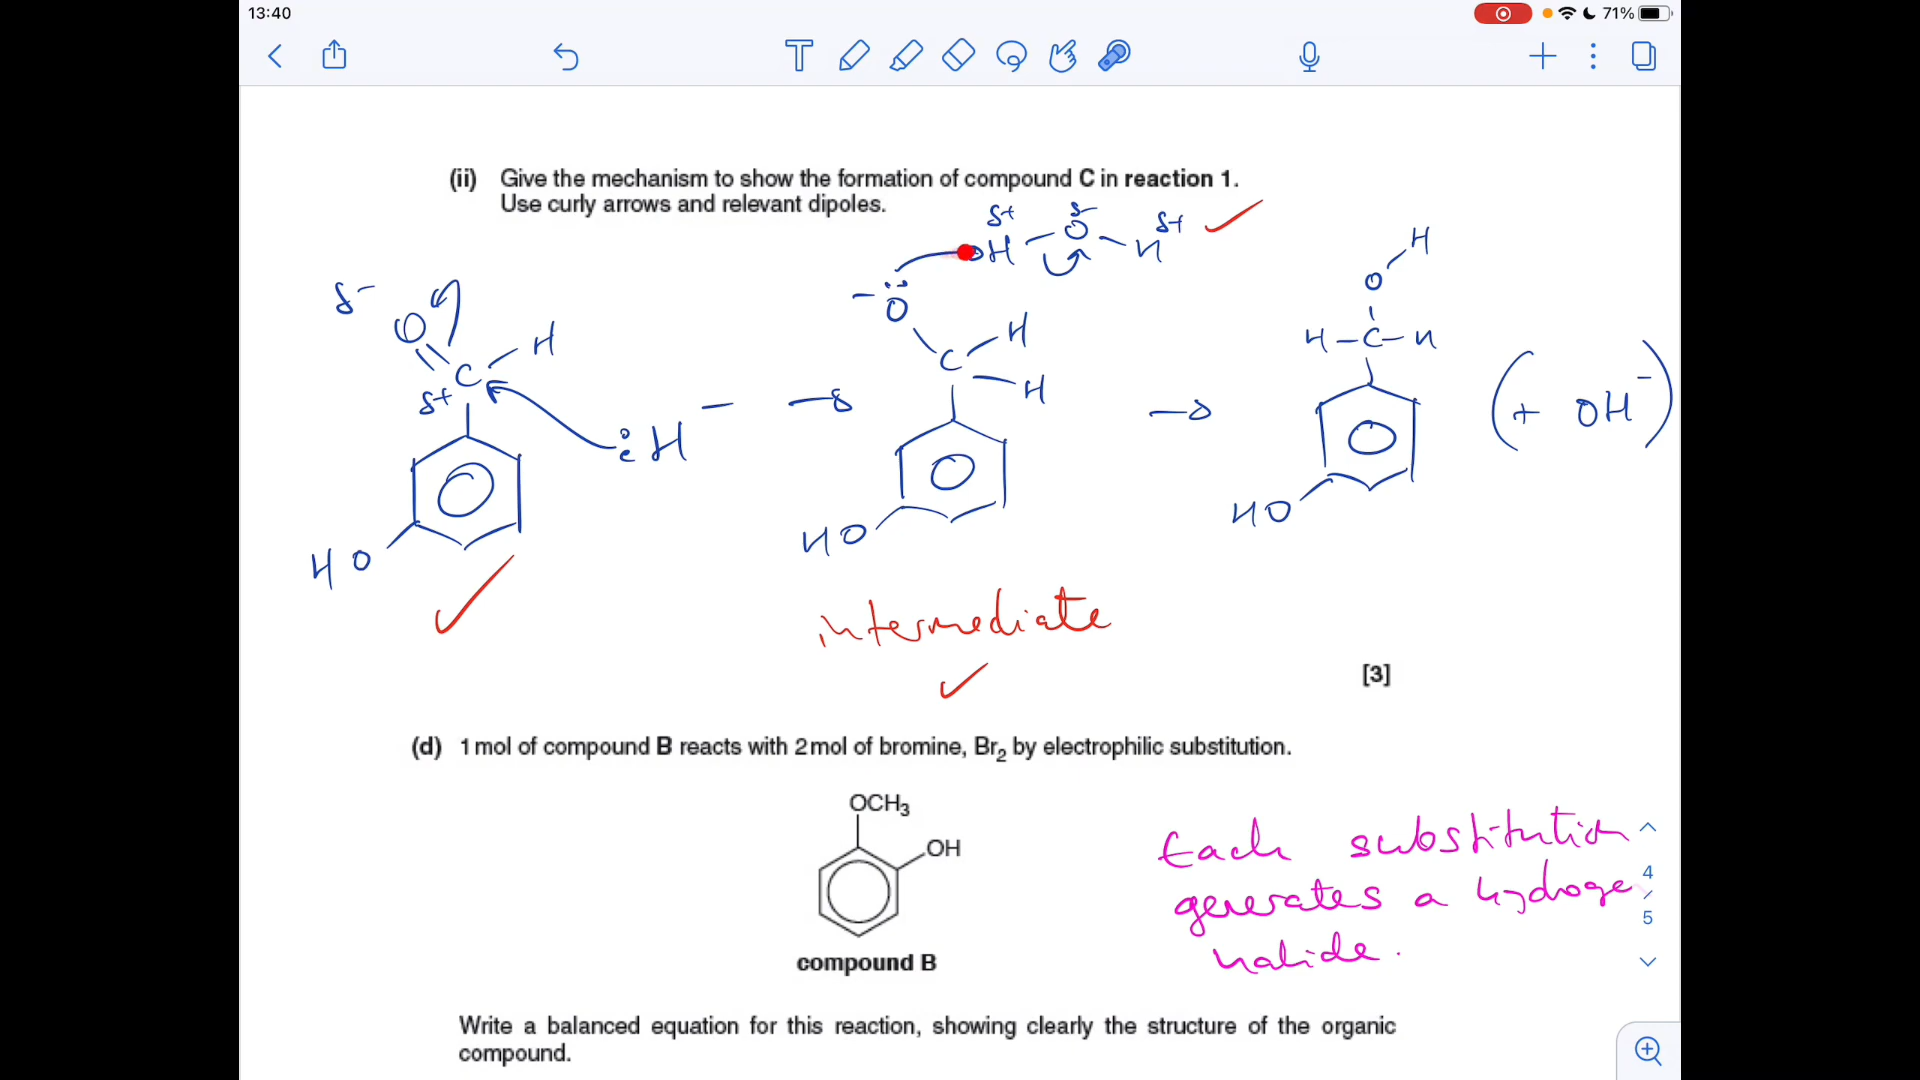 13:40
71%
(ii) Give the mechanism to show the formation of compound C in reaction 1.
Use curly arrows and relevant dipoles.
δ+ δ- δ+
H - O - H
δ-
O
C H
δ+
:H -
HO
- :O
C H
H
HO
H
O
H - C - H
HO
(+ OH-)
intermediate
[3]
(d) 1 mol of compound B reacts with 2 mol of bromine, Br₂ by electrophilic substitution.
OCH₃
OH
compound B
Each substitution
generates a hydroge
halide.
4
5
Write a balanced equation for this reaction, showing clearly the structure of the organic
compound.